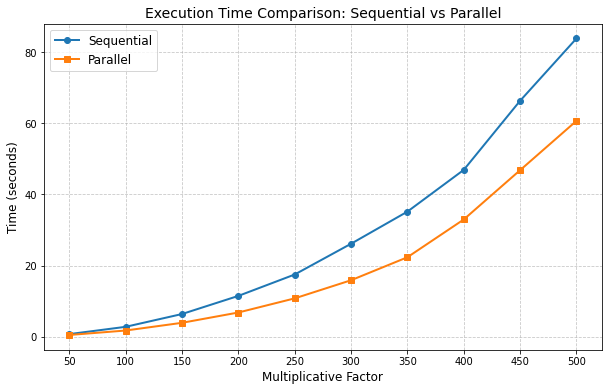 Execution Time Comparison: Sequential vs Parallel
Sequential
Parallel
Time (seconds)
80
60
40
20
0
50 100 150 200 250 300 350 400 450 500
Multiplicative Factor